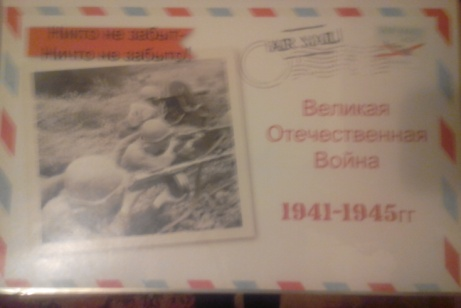 Никто не забыт
Ничто не забыто!
Великая
Отечественная
Война
1941-1945гг